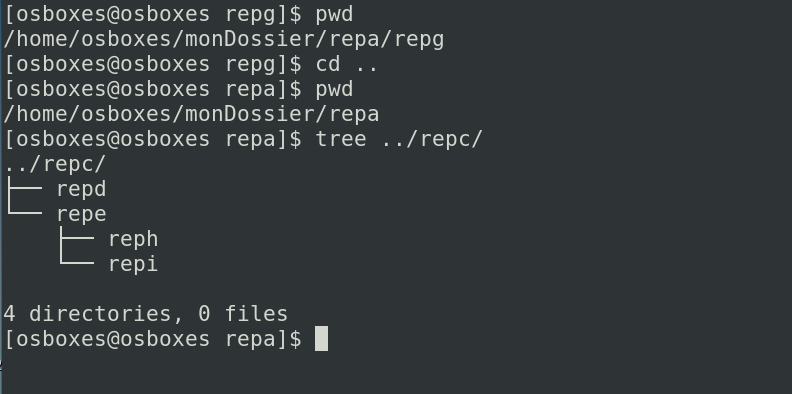 [osboxes@osboxes repg]$ pwd
/home/osboxes/monDossier/repa/repg
[osboxes@osboxes repg]$ cd ..
[osboxes@osboxes repa]$ pwd
/home/osboxes/monDossier/repa
[osboxes@osboxes repa]$ tree ../repc/
../repc/
├── repd
└── repe
    ├── reph
    └── repi
4 directories, 0 files
[osboxes@osboxes repa]$